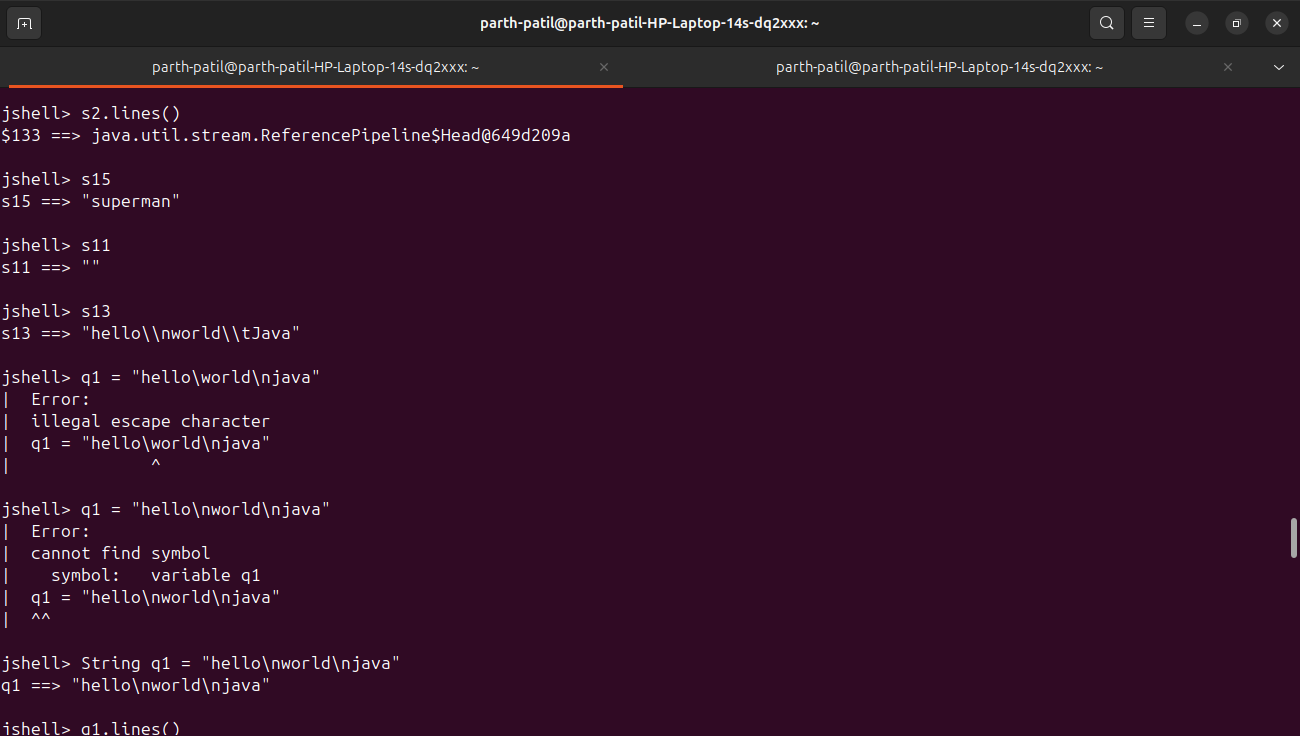 parth-patil@parth-patil-HP-Laptop-14s-dq2xxx: ~
parth-patil@parth-patil-HP-Laptop-14s-dq2xxx: ~
parth-patil@parth-patil-HP-Laptop-14s-dq2xxx: ~
jshell> s2.lines()
$133 ==> java.util.stream.ReferencePipeline$Head@649d209a
jshell> s15
s15 ==> "superman"
jshell> s11
s11 ==> ""
jshell> s13
s13 ==> "hello\\nworld\\tJava"
jshell> q1 = "hello\world\njava"
|  Error:
|  illegal escape character
|  q1 = "hello\world\njava"
|              ^
jshell> q1 = "hello\nworld\njava"
|  Error:
|  cannot find symbol
|    symbol:   variable q1
|  q1 = "hello\nworld\njava"
|  ^^
jshell> String q1 = "hello\nworld\njava"
q1 ==> "hello\nworld\njava"
jshell> q1.lines()